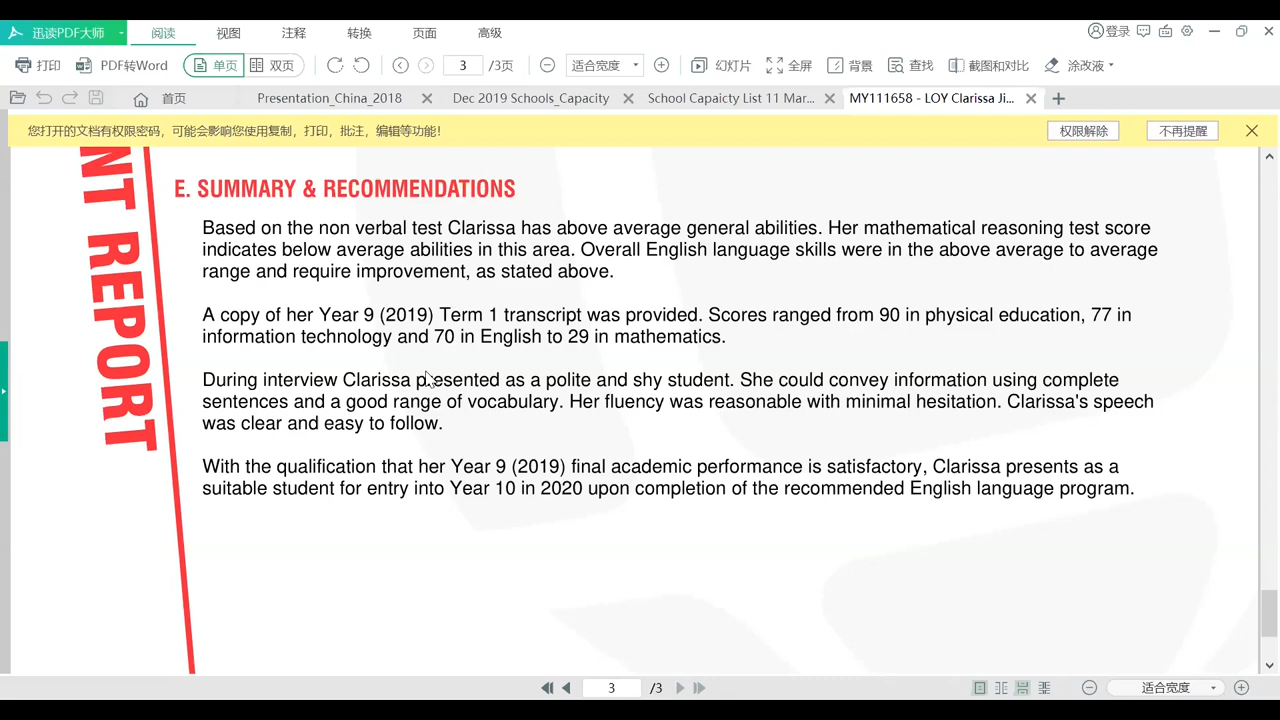 迅读PDF大师
阅读 视图 注释 转换 页面 高级
登录
打印 PDF转Word 单页 双页 3 /3页 适合宽度 幻灯片 全屏 背景 查找 截图和对比 涂改液
首页 Presentation_China_2018 Dec 2019 Schools_Capacity School Capaicty List 11 Mar... MY111658 - LOY Clarissa Ji...
您打开的文档有权限密码，可能会影响您使用复制，打印，批注，编辑等功能！ 权限解除 不再提醒
NT REPORT
E. SUMMARY & RECOMMENDATIONS
Based on the non verbal test Clarissa has above average general abilities. Her mathematical reasoning test score
indicates below average abilities in this area. Overall English language skills were in the above average to average
range and require improvement, as stated above.
A copy of her Year 9 (2019) Term 1 transcript was provided. Scores ranged from 90 in physical education, 77 in
information technology and 70 in English to 29 in mathematics.
During interview Clarissa presented as a polite and shy student. She could convey information using complete
sentences and a good range of vocabulary. Her fluency was reasonable with minimal hesitation. Clarissa's speech
was clear and easy to follow.
With the qualification that her Year 9 (2019) final academic performance is satisfactory, Clarissa presents as a
suitable student for entry into Year 10 in 2020 upon completion of the recommended English language program.
3 /3 适合宽度